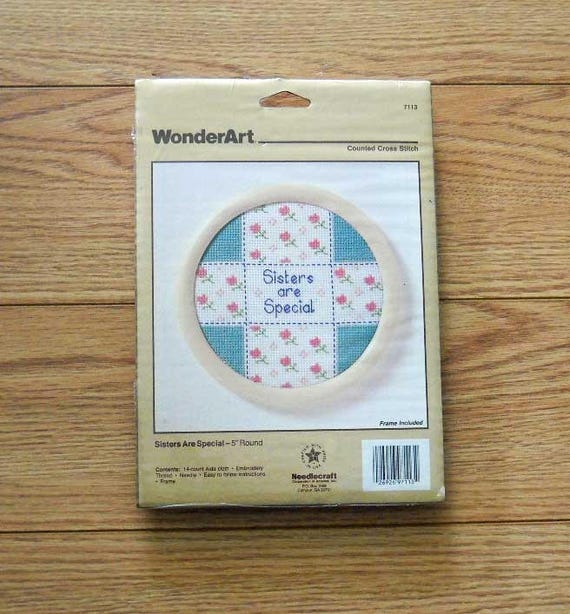 7113
WonderArt
Counted Cross Stitch
Sisters
are
Special
Frame Included
Sisters Are Special – 5" Round
Contents: 14-count Aida cloth • Embroidery
Thread • Needle • Easy to follow instructions
• Frame
Needlecraft